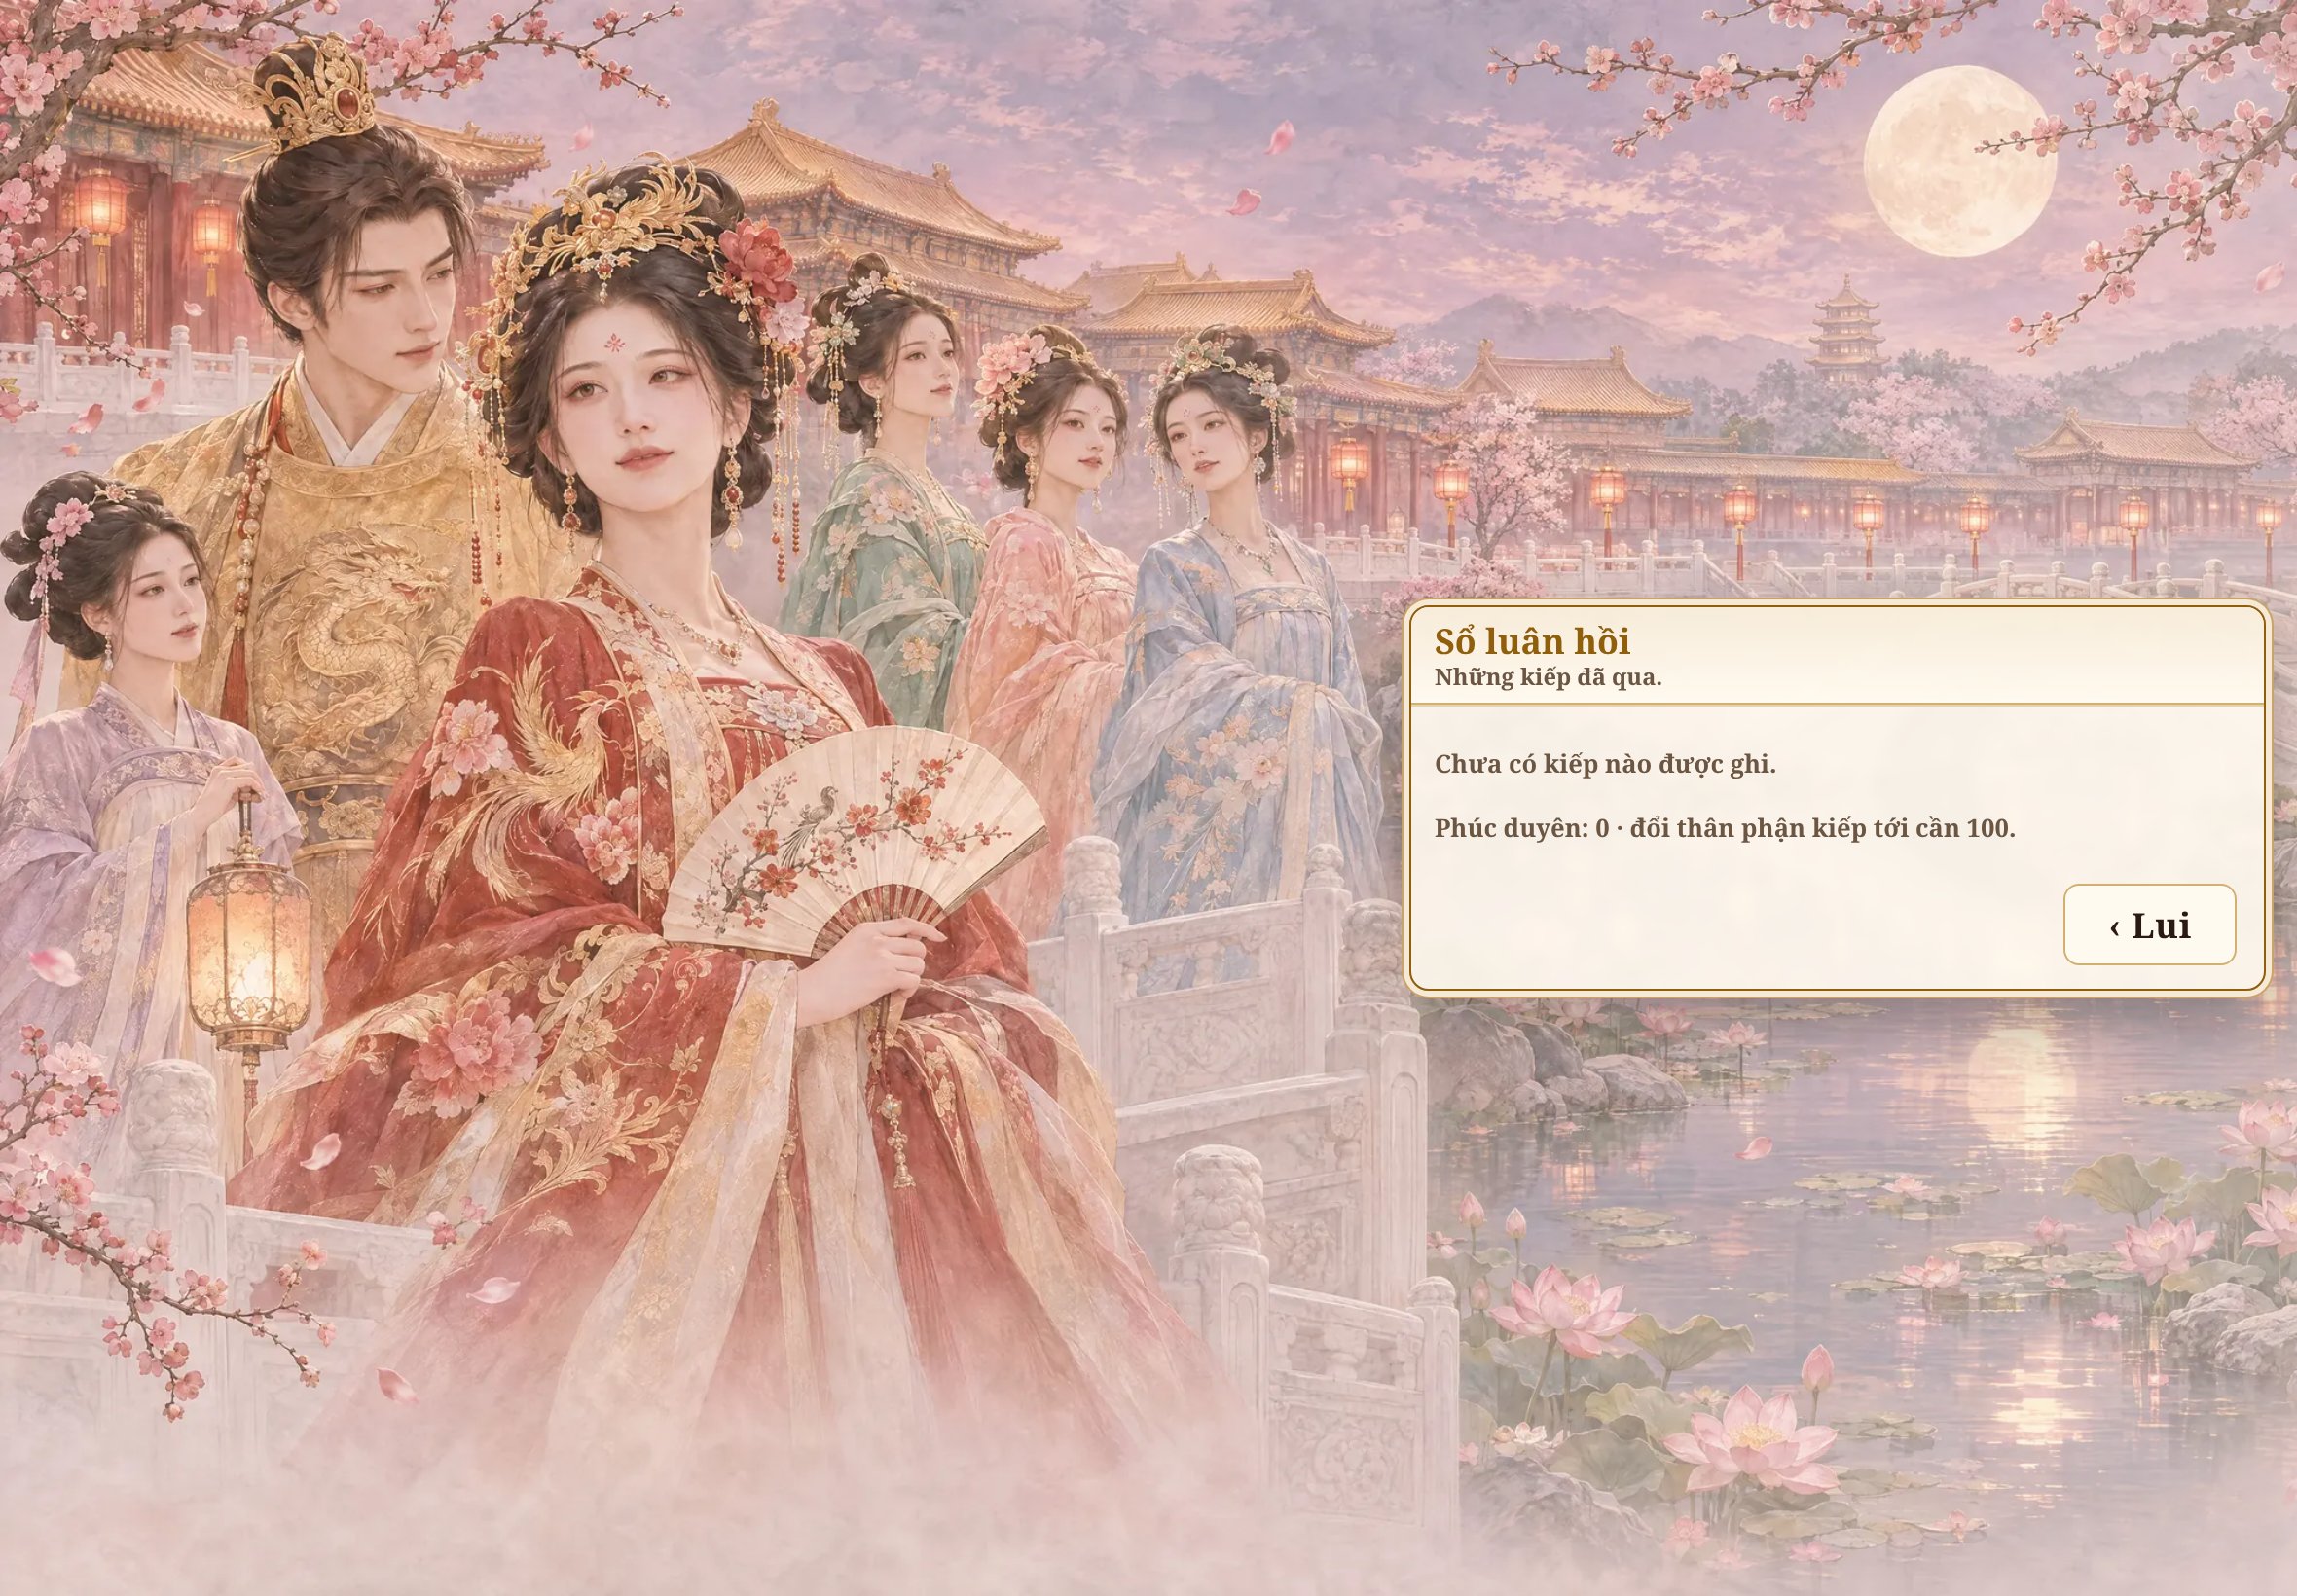 Sổ luân hồi
Những kiếp đã qua.
Chưa có kiếp nào được ghi.
Phúc duyên: 0 · đổi thân phận kiếp tới cần 100.
‹ Lui